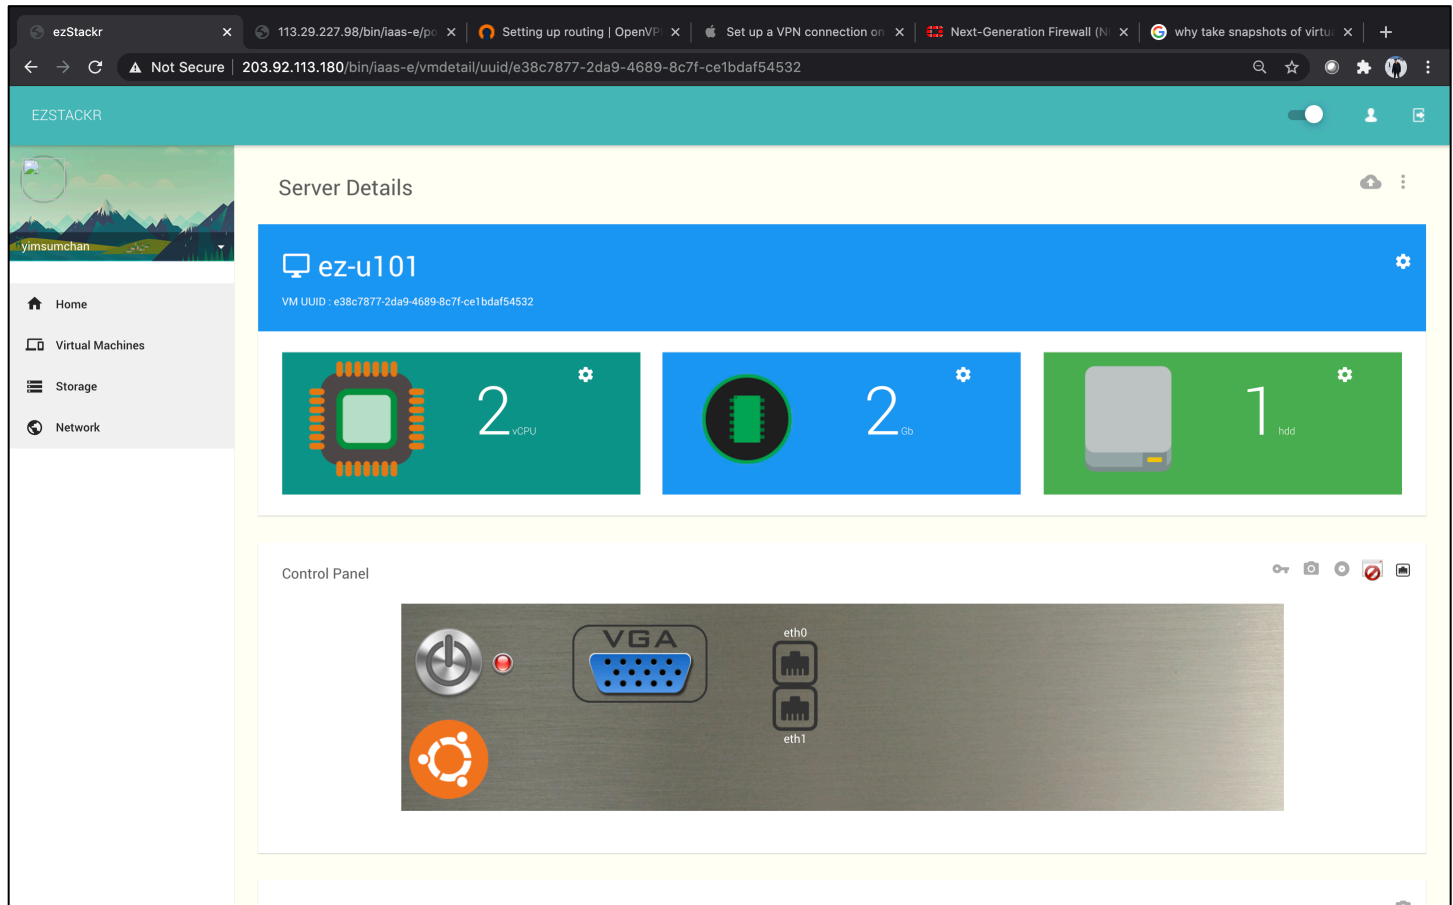 ezStackr
113.29.227.98/bin/iaas-e/po
Setting up routing | OpenVP
Set up a VPN connection on
Next-Generation Firewall (N
why take snapshots of virtu
Not Secure
203.92.113.180/bin/iaas-e/vmdetail/uuid/e38c7877-2da9-4689-8c7f-ce1bdaf54532
EZSTACKR
yimsumchan
Home
Virtual Machines
Storage
Network
Server Details
ez-u101
VM UUID : e38c7877-2da9-4689-8c7f-ce1bdaf54532
2 vCPU
2 Gb
1 hdd
Control Panel
VGA
eth0
eth1